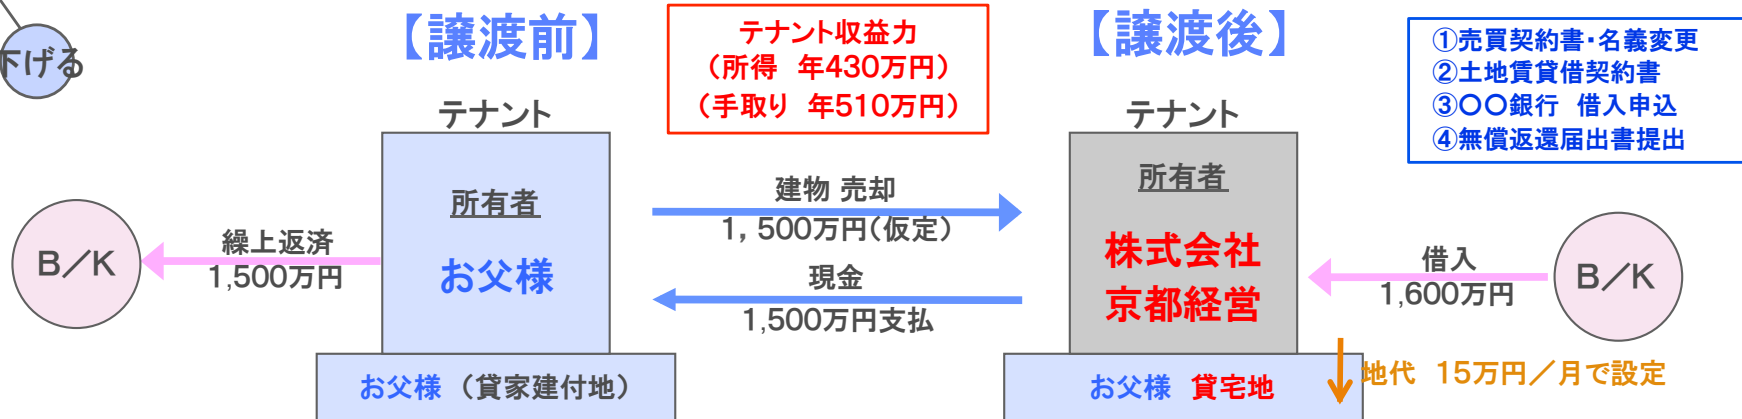 下げる
【譲渡前】
テナント収益力
（所得　年430万円）
（手取り　年510万円）
【譲渡後】
①売買契約書・名義変更
②土地賃貸借契約書
③〇〇銀行　借入申込
④無償返還届出書提出
テナント
所有者
お父様
お父様 （貸家建付地）
B／K
繰上返済
1,500万円
建物 売却
1，500万円（仮定）
現金
1,500万円支払
テナント
所有者
株式会社
京都経営
お父様 貸宅地
借入
1,600万円
B／K
地代　15万円／月で設定